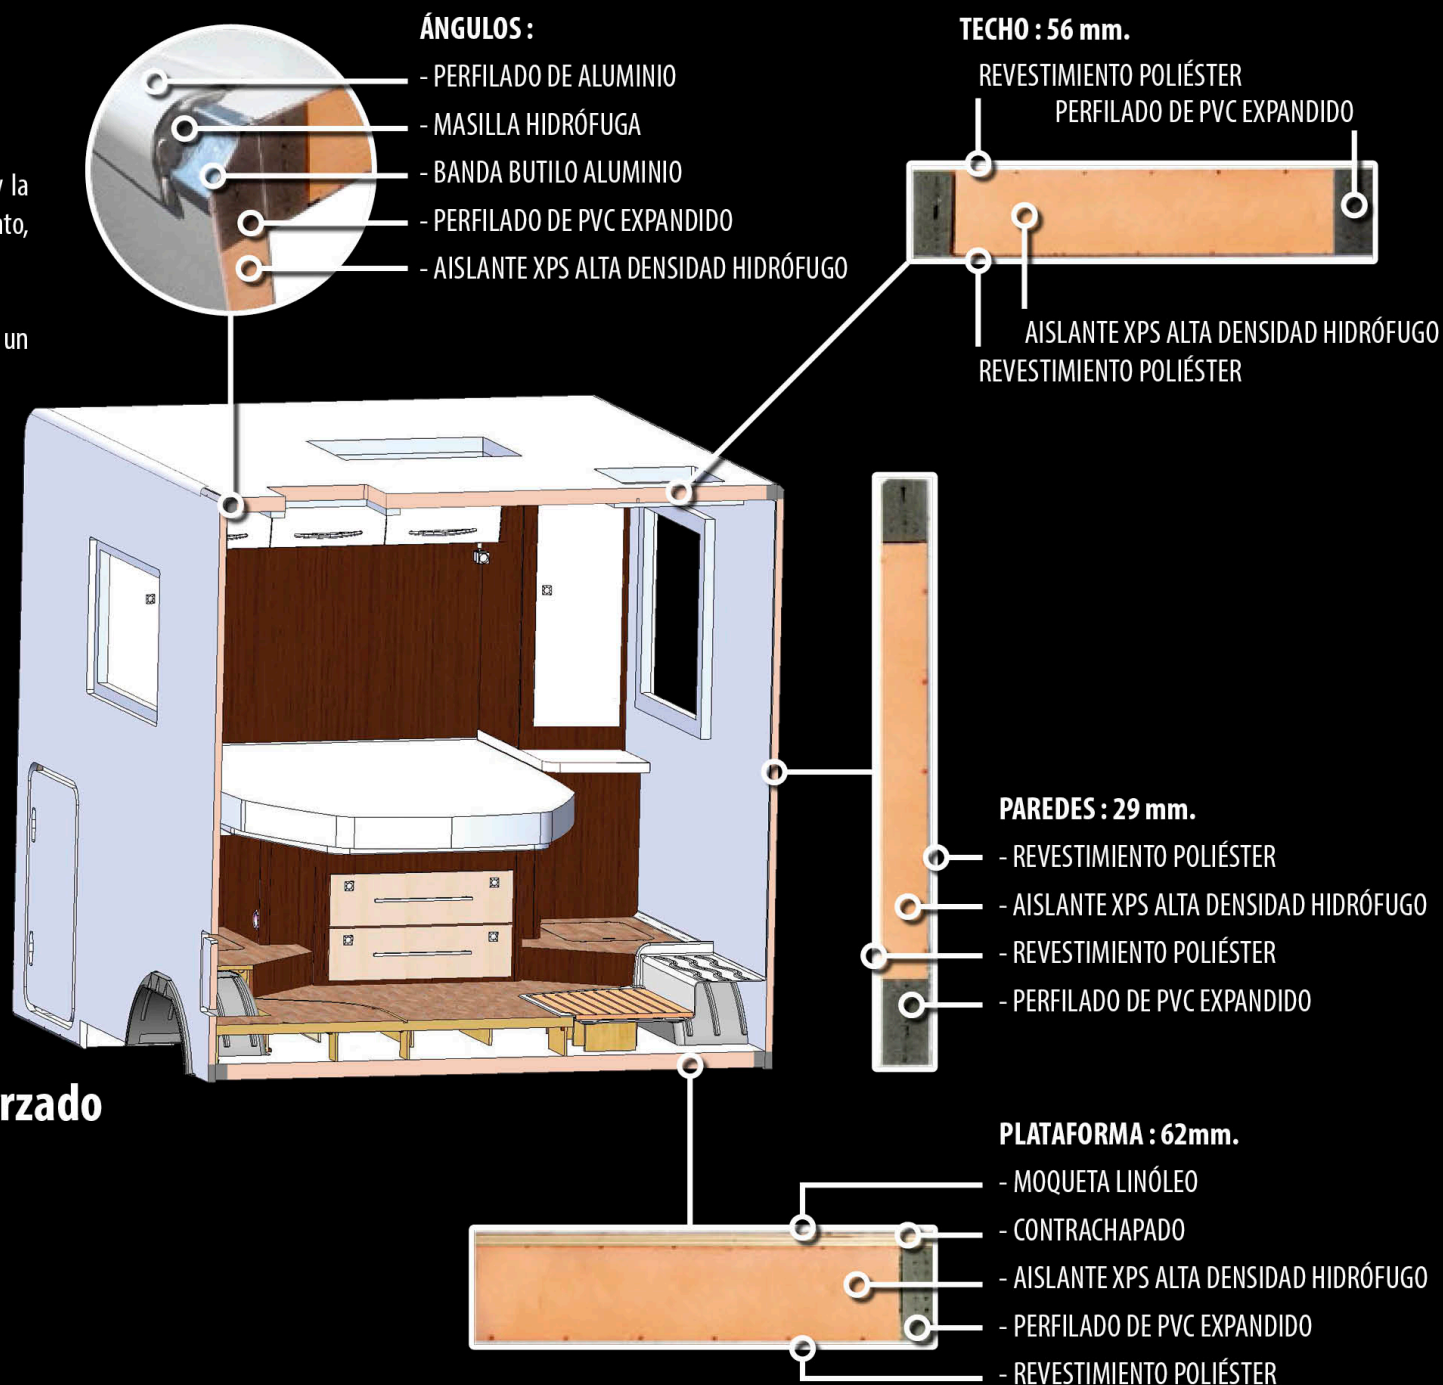 ÁNGULOS :
- PERFILADO DE ALUMINIO
- MASILLA HIDRÓFUGA
- BANDA BUTILO ALUMINIO
- PERFILADO DE PVC EXPANDIDO
- AISLANTE XPS ALTA DENSIDAD HIDRÓFUGO
TECHO : 56 mm.
REVESTIMIENTO POLIÉSTER
PERFILADO DE PVC EXPANDIDO
AISLANTE XPS ALTA DENSIDAD HIDRÓFUGO
REVESTIMIENTO POLIÉSTER
la
un
PAREDES : 29 mm.
- REVESTIMIENTO POLIÉSTER
- AISLANTE XPS ALTA DENSIDAD HIDRÓFUGO
- REVESTIMIENTO POLIÉSTER
- PERFILADO DE PVC EXPANDIDO
rzado
PLATAFORMA : 62mm.
- MOQUETA LINÓLEO
- CONTRACHAPADO
- AISLANTE XPS ALTA DENSIDAD HIDRÓFUGO
- PERFILADO DE PVC EXPANDIDO
- REVESTIMIENTO POLIÉSTER